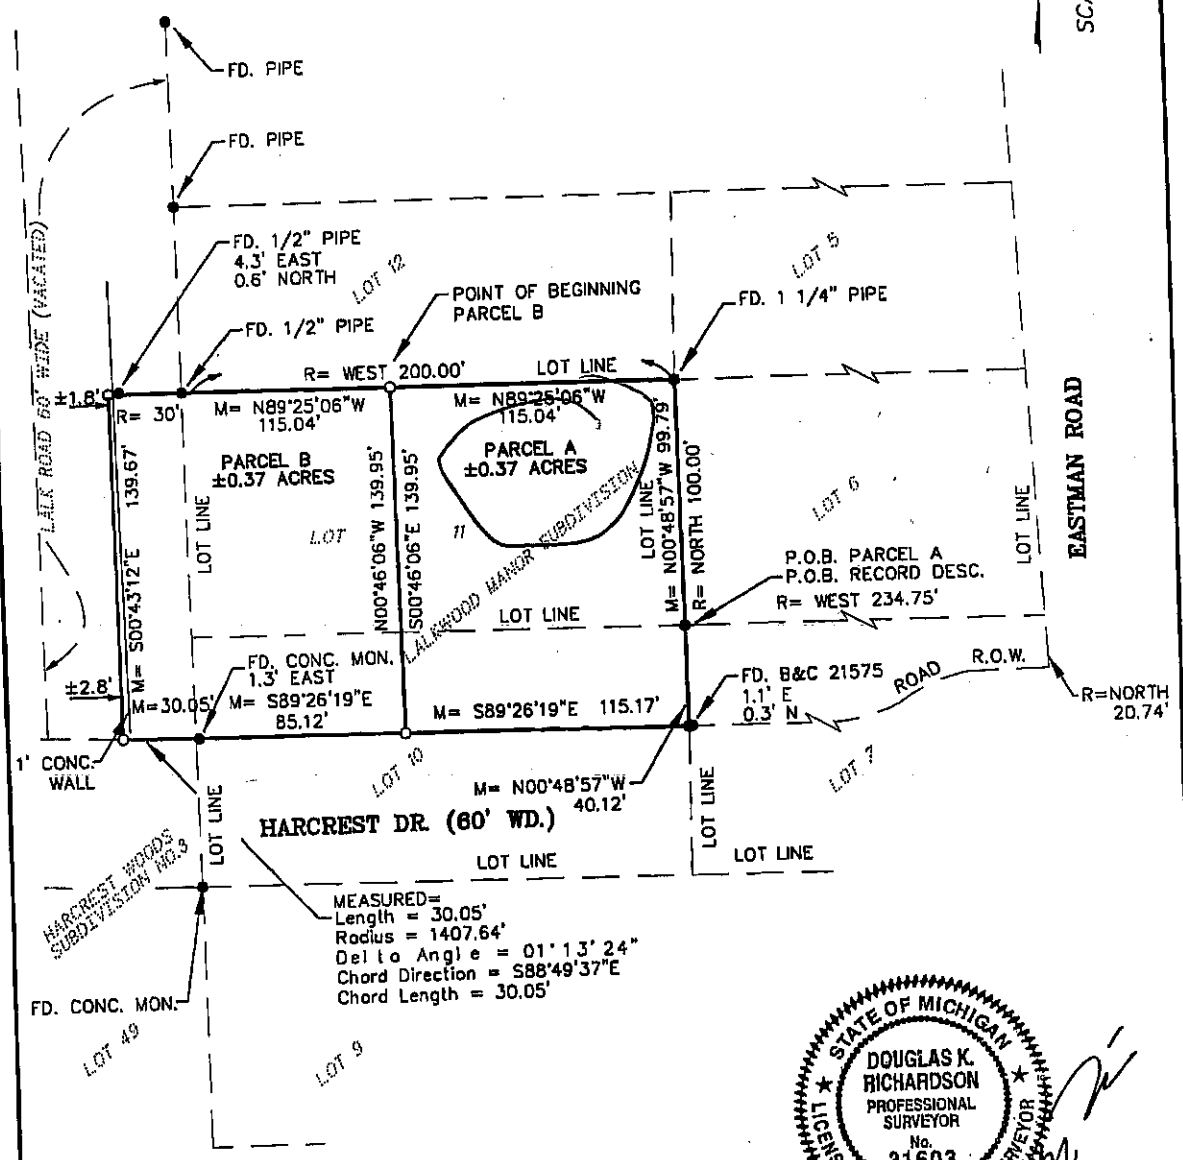 SCA
FD. PIPE
FD. PIPE
LALK ROAD 60' WIDE (VACATED)
FD. 1/2" PIPE
4.3' EAST
0.6' NORTH
LOT 12
LOT 5
POINT OF BEGINNING
PARCEL B
FD. 1 1/4" PIPE
FD. 1/2" PIPE
R= WEST 200.00'
LOT LINE
±1.8'
R= 30'
M= N89°25'06"W
115.04'
M= N89°25'06"W
115.04'
PARCEL B
±0.37 ACRES
PARCEL A
±0.37 ACRES
M= S00°43'12"E 139.67'
LOT LINE
LOT
11
N00°46'06"W 139.95'
S00°46'06"E 139.95'
LALKWOOD MANOR SUBDIVISION
LOT LINE
M= N00°48'57"W 99.79'
R= NORTH 100.00'
LOT 6
LOT LINE
EASTMAN ROAD
P.O.B. PARCEL A
P.O.B. RECORD DESC.
R= WEST 234.75'
LOT LINE
FD. CONC. MON.
1.3' EAST
FD. B&C 21575
1.1' E
0.3' N
ROAD R.O.W.
R=NORTH
20.74'
±2.8'
M=30.05'
M= S89°26'19"E
85.12'
M= S89°26'19"E 115.17'
1' CONC.
WALL
LOT 10
LOT 7
M= N00°48'57"W
40.12'
LOT LINE
HARCREST DR. (60' WD.)
LOT LINE
LOT LINE
LOT LINE
HARCREST WOODS
SUBDIVISION NO.3
MEASURED=
Length = 30.05'
Radius = 1407.64'
Delta Angle = 01°13'24"
Chord Direction = S88°49'37"E
Chord Length = 30.05'
FD. CONC. MON.
LOT 49
LOT 9
STATE OF MICHIGAN
DOUGLAS K.
RICHARDSON
PROFESSIONAL
SURVEYOR
No.
31603
LICENS
RVEYOR